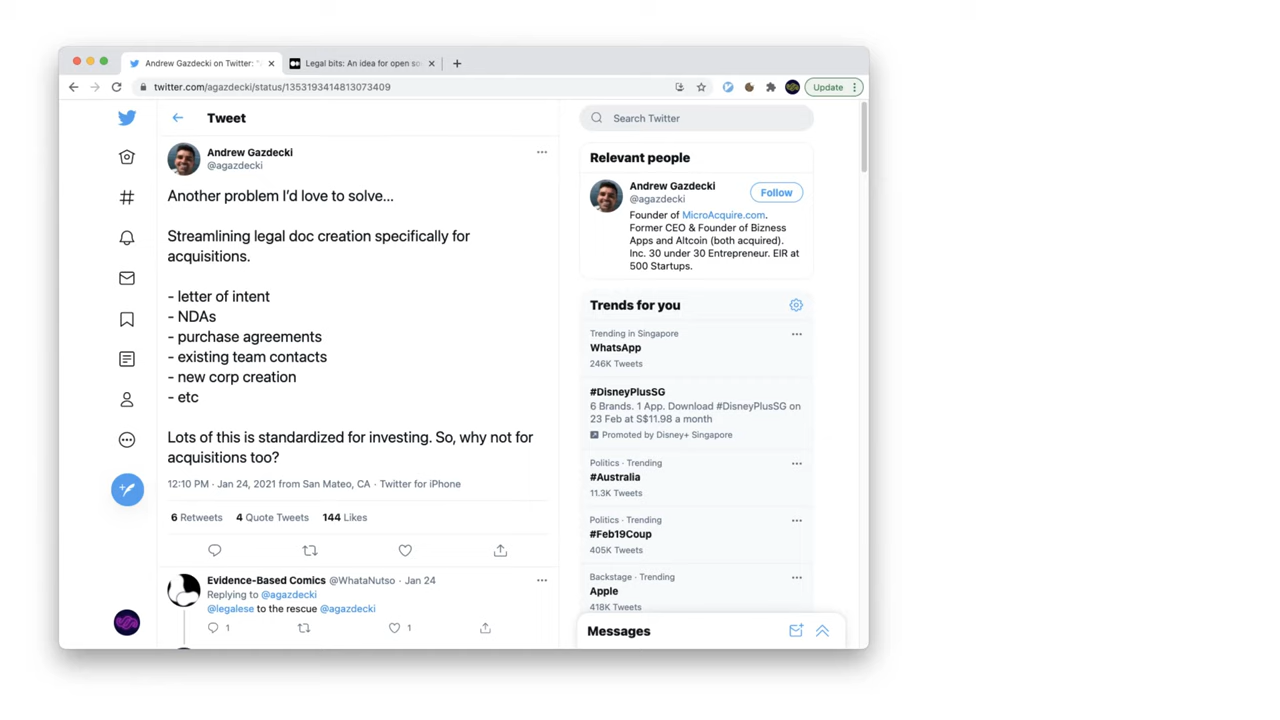 Andrew Gazdecki on Twitter: "A
Legal bits: An idea for open so
twitter.com/agazdecki/status/1353193414813073409
Update
Tweet
Andrew Gazdecki
@agazdecki
Another problem I'd love to solve...
Streamlining legal doc creation specifically for
acquisitions.
- letter of intent
- NDAs
- purchase agreements
- existing team contacts
- new corp creation
- etc
Lots of this is standardized for investing. So, why not for
acquisitions too?
12:10 PM · Jan 24, 2021 from San Mateo, CA · Twitter for iPhone
6 Retweets 4 Quote Tweets 144 Likes
Evidence-Based Comics @WhataNutso · Jan 24
Replying to @agazdecki
@legalese to the rescue @agazdecki
1 1
Search Twitter
Relevant people
Andrew Gazdecki
@agazdecki
Follow
Founder of MicroAcquire.com.
Former CEO & Founder of Bizness
Apps and Altcoin (both acquired).
Inc. 30 under 30 Entrepreneur. EIR at
500 Startups.
Trends for you
Trending in Singapore
WhatsApp
246K Tweets
#DisneyPlusSG
6 Brands. 1 App. Download #DisneyPlusSG on
23 Feb at S$11.98 a month
Promoted by Disney+ Singapore
Politics · Trending
#Australia
11.3K Tweets
Politics · Trending
#Feb19Coup
405K Tweets
Backstage · Trending
Apple
418K Tweets
Messages